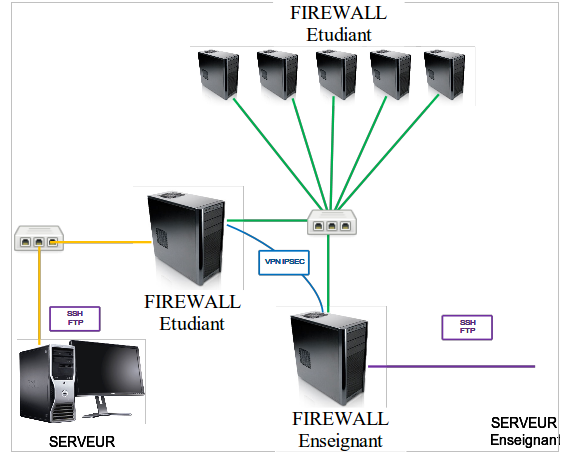 FIREWALL
Etudiant
VPN IPSEC
FIREWALL
Etudiant
SSH
FTP
SSH
FTP
FIREWALL
Enseignant
SERVEUR
SERVEUR
Enseignant